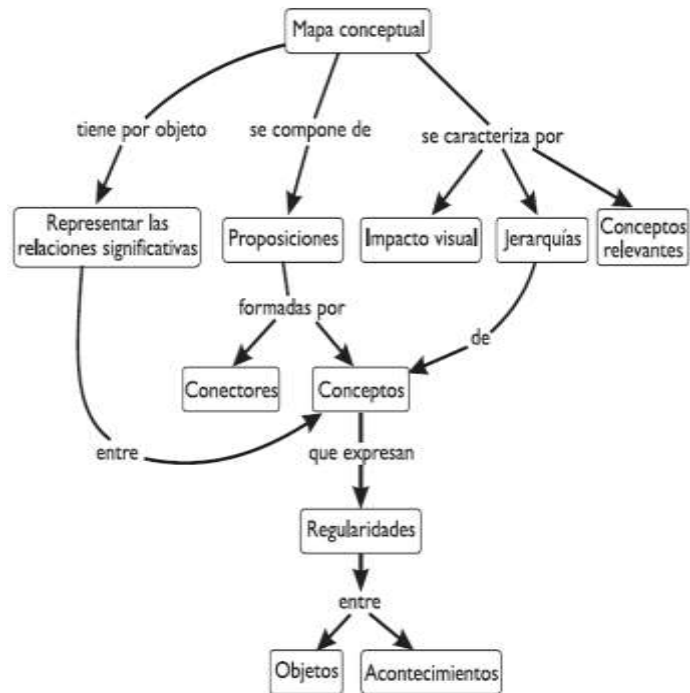 Mapa conceptual
tiene por objeto
se compone de
se caracteriza por
Representar las
relaciones significativas
Proposiciones
Impacto visual
Jerarquías
Conceptos
relevantes
formadas por
de
Conectores
Conceptos
entre
que expresan
Regularidades
entre
Objetos
Acontecimientos